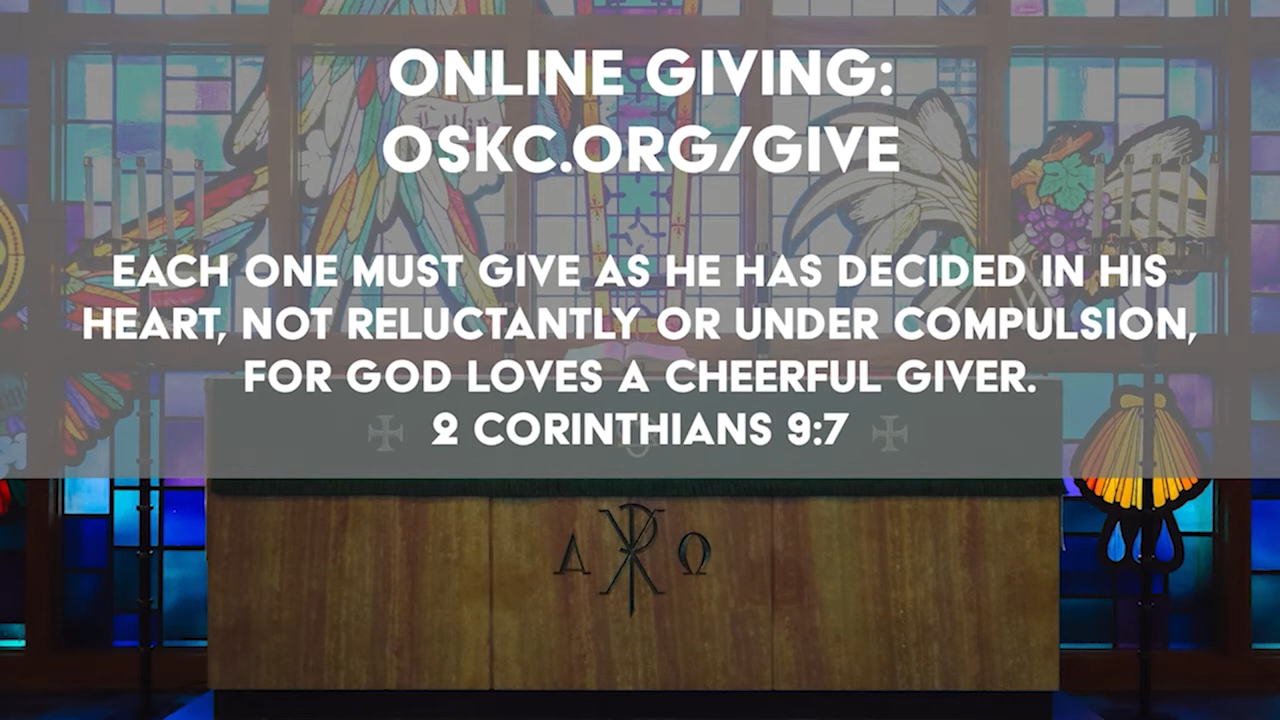 ONLINE GIVING:
OSKC.ORG/GIVE
Luke
EACH ONE MUST GIVE AS HE HAS DECIDED IN HIS
HEART, NOT RELUCTANTLY OR UNDER COMPULSION,
FOR GOD LOVES A CHEERFUL GIVER.
2 CORINTHIANS 9:7
Α Ω